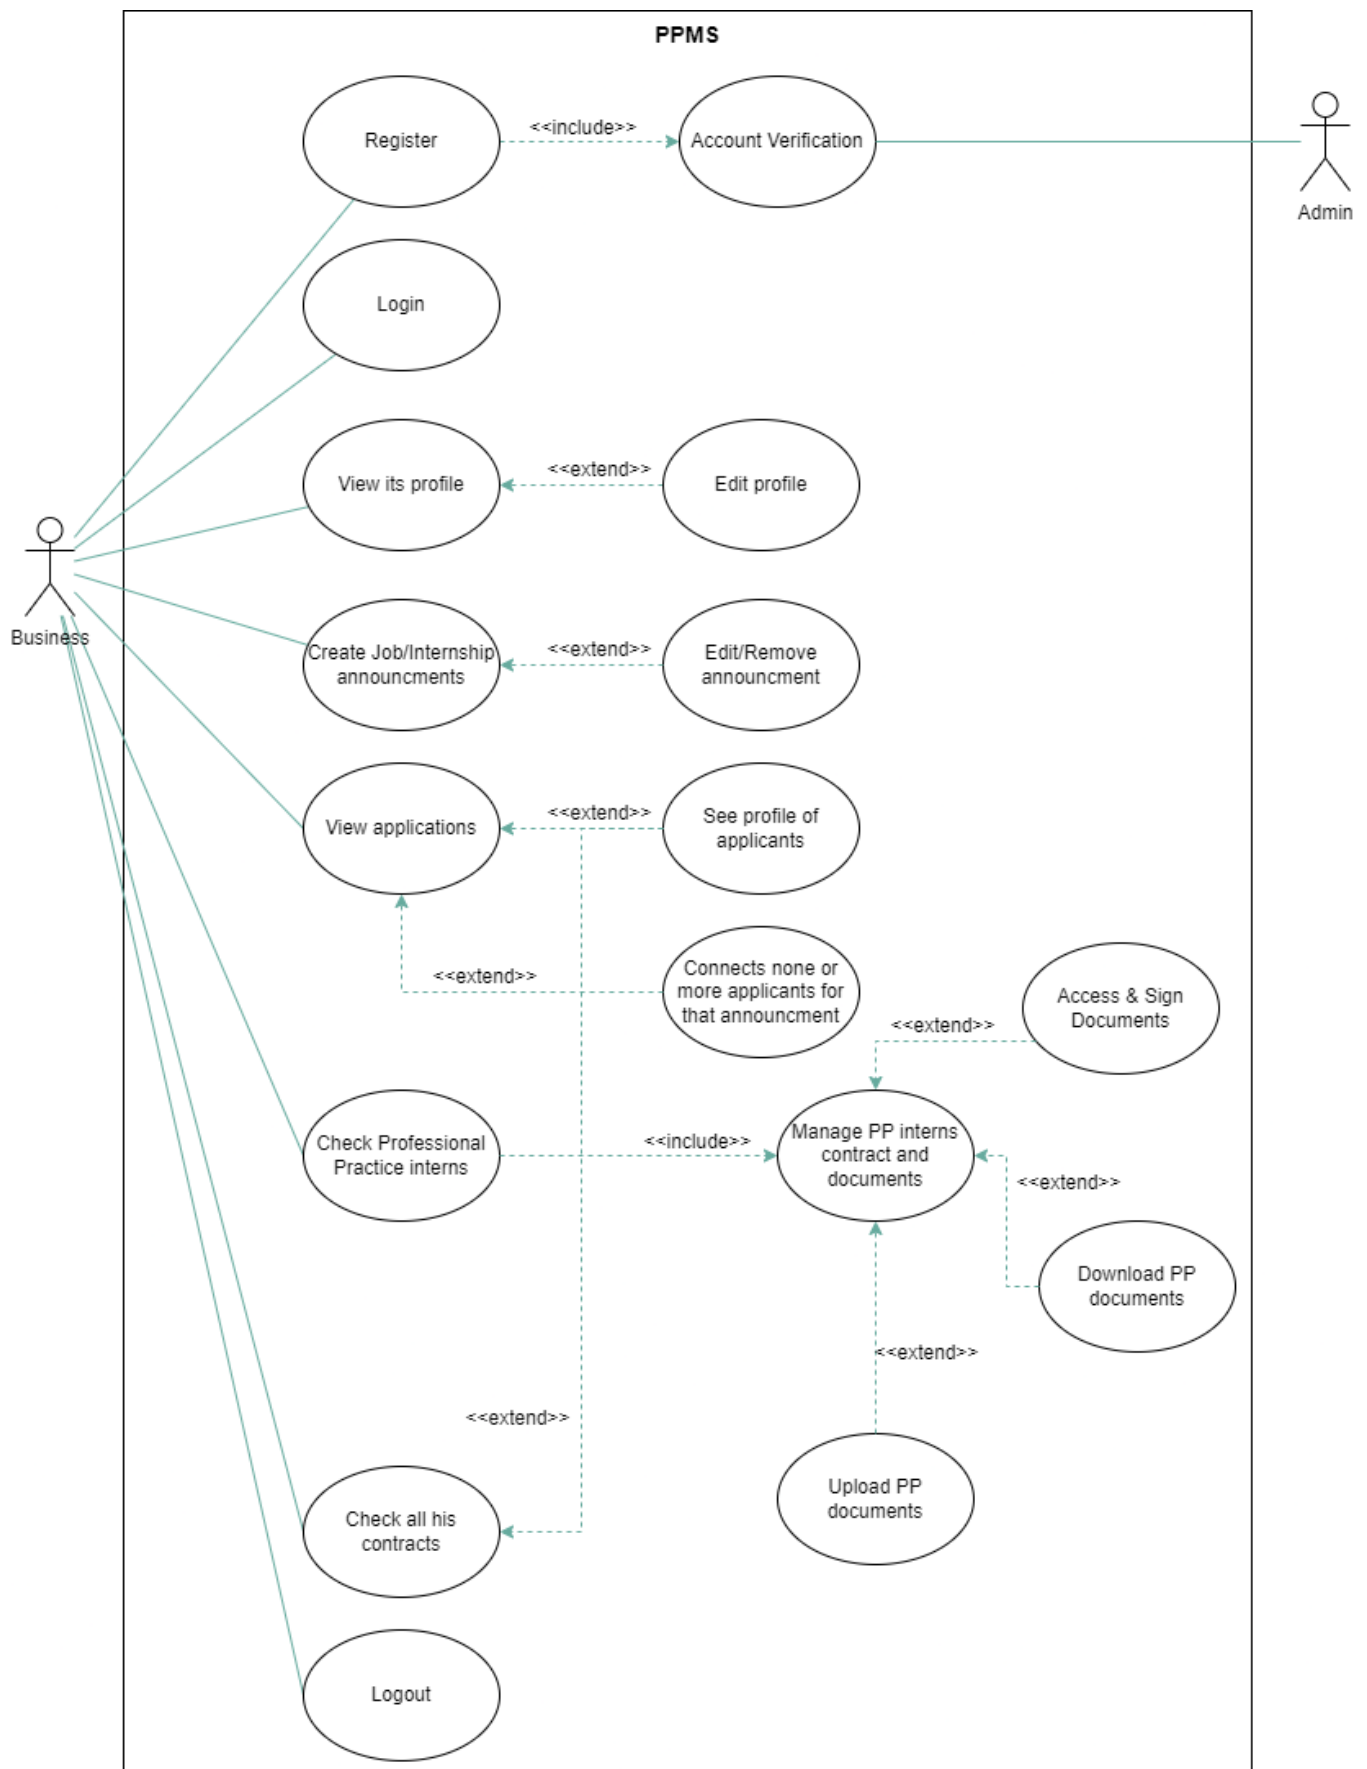 PPMS
Register
<<include>>
Account Verification
Admin
Login
View its profile
<<extend>>
Edit profile
Business
Create Job/Internship
announcments
<<extend>>
Edit/Remove
announcment
View applications
<<extend>>
See profile of
applicants
<<extend>>
Connects none or
more applicants for
that announcment
Access & Sign
Documents
<<extend>>
Check Professional
Practice interns
<<include>>
Manage PP interns
contract and
documents
<<extend>>
Download PP
documents
<<extend>>
<<extend>>
Upload PP
documents
Check all his
contracts
Logout